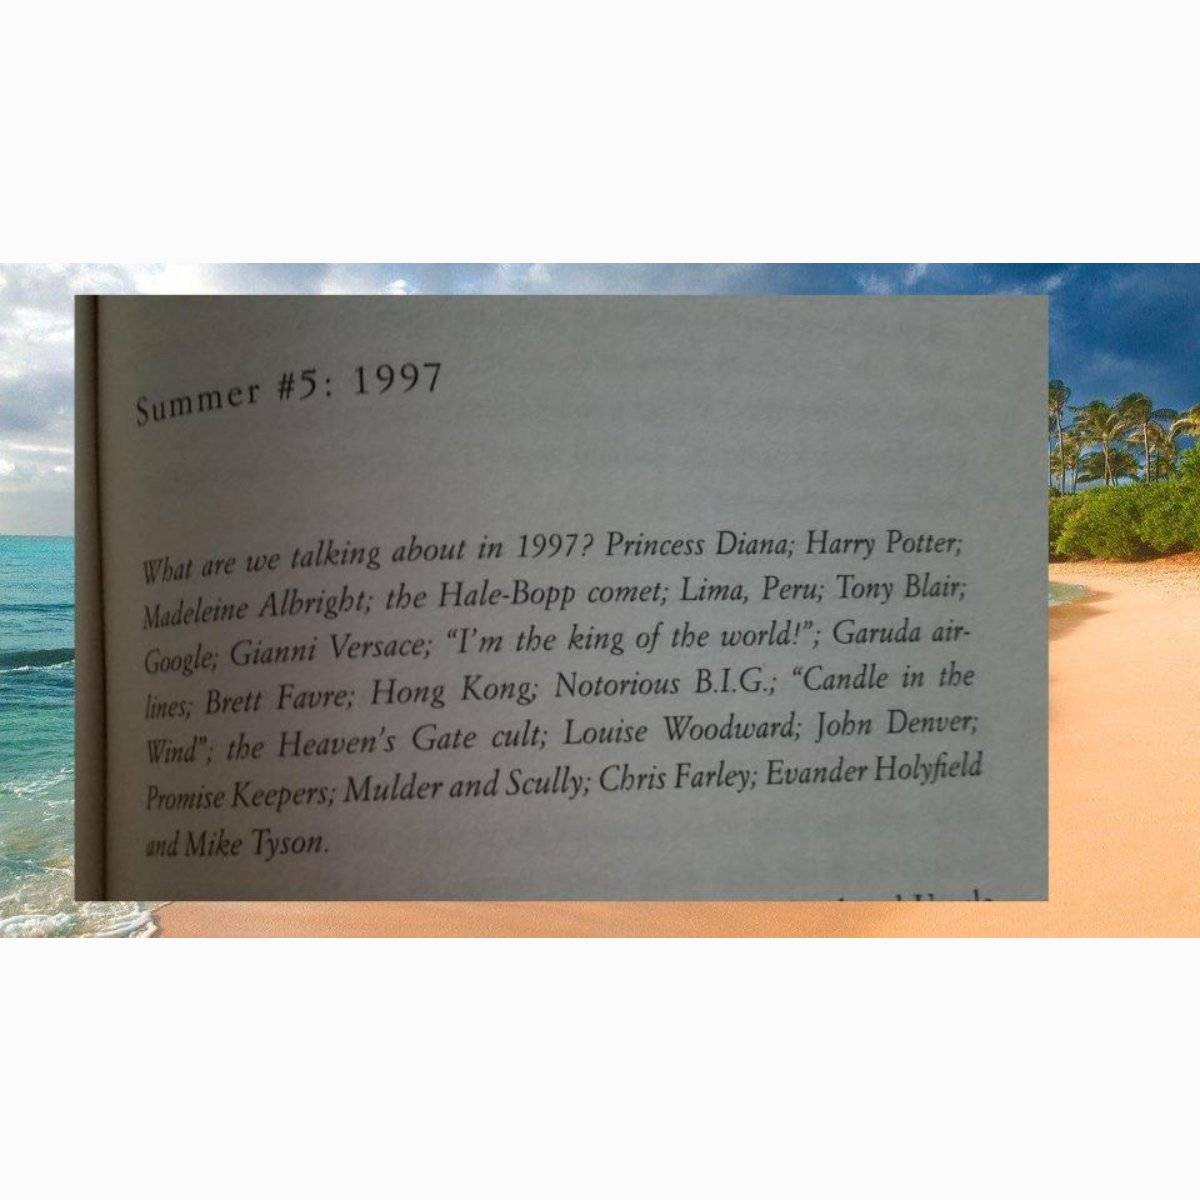 Summer #5: 1997
What are we talking about in 1997? Princess Diana; Harry Potter;
Madeleine Albright; the Hale-Bopp comet; Lima, Peru; Tony Blair;
Google; Gianni Versace; “I’m the king of the world!”; Garuda air-
lines; Brett Favre; Hong Kong; Notorious B.I.G.; “Candle in the
Wind”; the Heaven’s Gate cult; Louise Woodward; John Denver;
Promise Keepers; Mulder and Scully; Chris Farley; Evander Holyfield
and Mike Tyson.